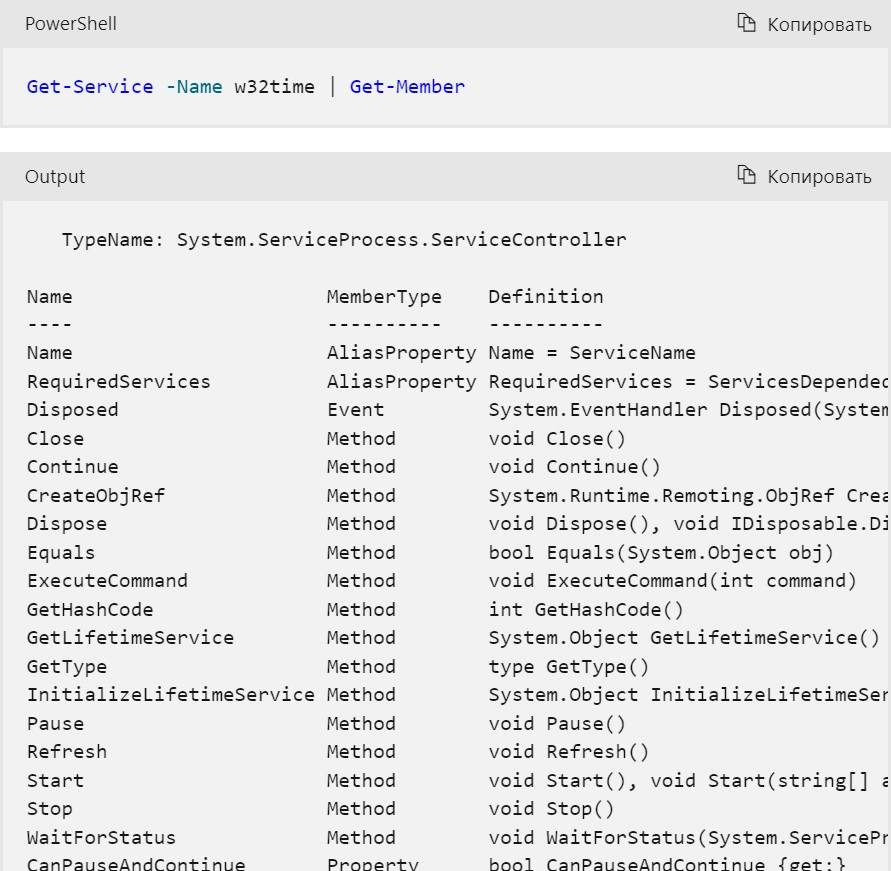 PowerShell Копировать
Get-Service -Name w32time | Get-Member
Output Копировать
TypeName: System.ServiceProcess.ServiceController
Name MemberType Definition
---- ---------- ----------
Name AliasProperty Name = ServiceName
RequiredServices AliasProperty RequiredServices = ServicesDepended
Disposed Event System.EventHandler Disposed(System
Close Method void Close()
Continue Method void Continue()
CreateObjRef Method System.Runtime.Remoting.ObjRef Crea
Dispose Method void Dispose(), void IDisposable.Di
Equals Method bool Equals(System.Object obj)
ExecuteCommand Method void ExecuteCommand(int command)
GetHashCode Method int GetHashCode()
GetLifetimeService Method System.Object GetLifetimeService()
GetType Method type GetType()
InitializeLifetimeService Method System.Object InitializeLifetimeSer
Pause Method void Pause()
Refresh Method void Refresh()
Start Method void Start(), void Start(string[] a
Stop Method void Stop()
WaitForStatus Method void WaitForStatus(System.ServicePr
CanPauseAndContinue Property bool CanPauseAndContinue {get;}